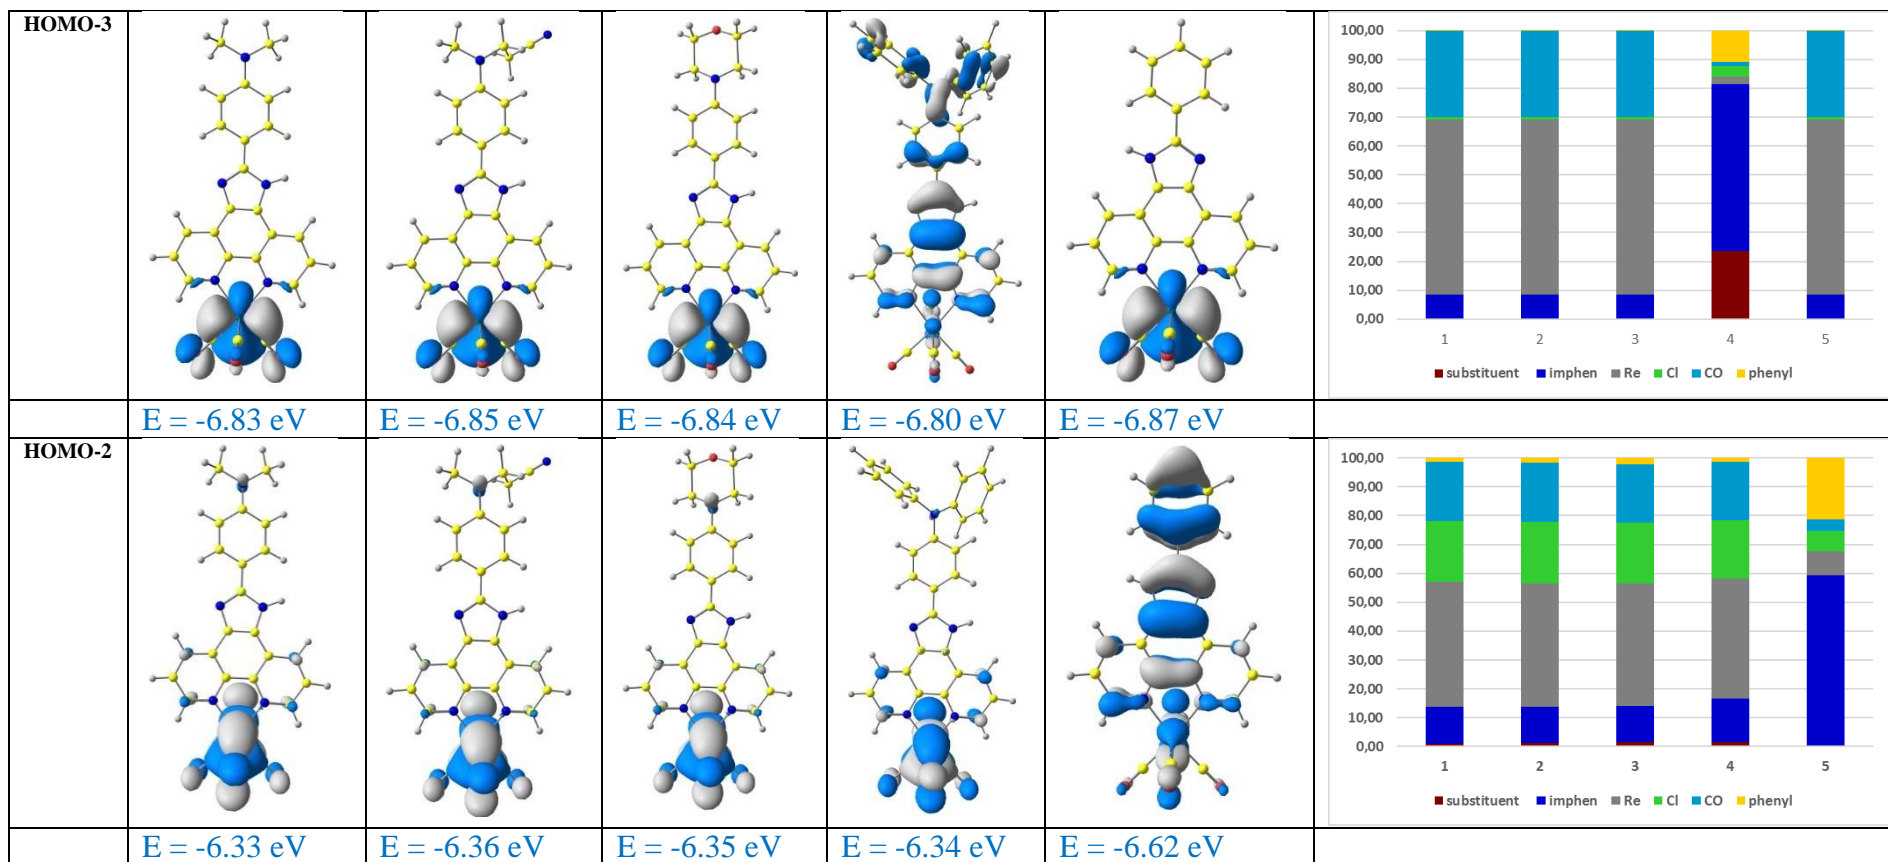 HOMO-3
100,00
90,00
80,00
70,00
60,00
50,00
40,00
30,00
20,00
10,00
0,00
1 2 3 4 5
substituent imphen Re Cl CO phenyl
E = -6.83 eV E = -6.85 eV E = -6.84 eV E = -6.80 eV E = -6.87 eV
HOMO-2
100,00
90,00
80,00
70,00
60,00
50,00
40,00
30,00
20,00
10,00
0,00
1 2 3 4 5
substituent imphen Re Cl CO phenyl
E = -6.33 eV E = -6.36 eV E = -6.35 eV E = -6.34 eV E = -6.62 eV